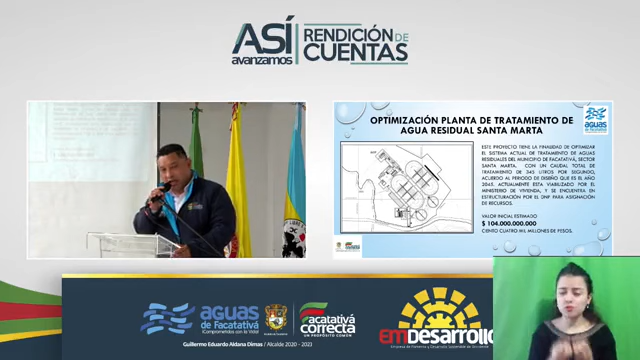 ASÍ
avanzamos
RENDICIÓN DE
CUENTAS
OPTIMIZACIÓN PLANTA DE TRATAMIENTO DE
AGUA RESIDUAL SANTA MARTA
AGUAS
de Facatativá
ESTE PROYECTO TIENE LA FINALIDAD DE OPTIMIZAR
EL SISTEMA ACTUAL DE TRATAMIENTO DE AGUAS
RESIDUALES DEL MUNICIPIO DE FACATATIVÁ, SECTOR
SANTA MARTA. CON UN CAUDAL TOTAL DE
TRATAMIENTO DE 345 LITROS POR SEGUNDO,
ACUERDO AL PERIODO DE DISEÑO QUE ES EL AÑO
2045. ACTUALMENTE ESTA VIABILIZADO POR EL
MINISTERIO DE VIVIENDA, Y SE ENCUENTRA EN
ESTRUCTURACIÓN POR EL DNP PARA ASIGNACIÓN
DE RECURSOS.
VALOR INICIAL ESTIMADO
$ 104.000.000.000
CIENTO CUATRO MIL MILLONES DE PESOS.
AGUAS
de Facatativá
¡Comprometidos con la Vida!
Facatativá
CORRECTA
UN PROPÓSITO COMÚN
Guillermo Eduardo Aldana Dimas / Alcalde 2020 - 2023
EMDESARROLLO